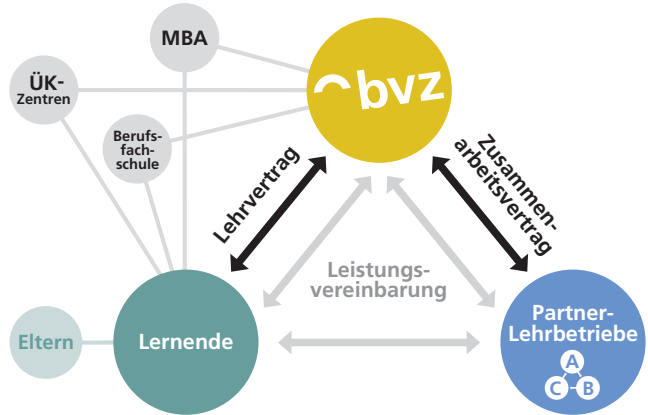 MBA
ÜK-
Zentren
Berufs-
fach-
schule
bvz
Lehrvertrag
Zusammen-
arbeitsvertrag
Leistungs-
vereinbarung
Eltern
Lernende
Partner-
Lehrbetriebe
A
C
B